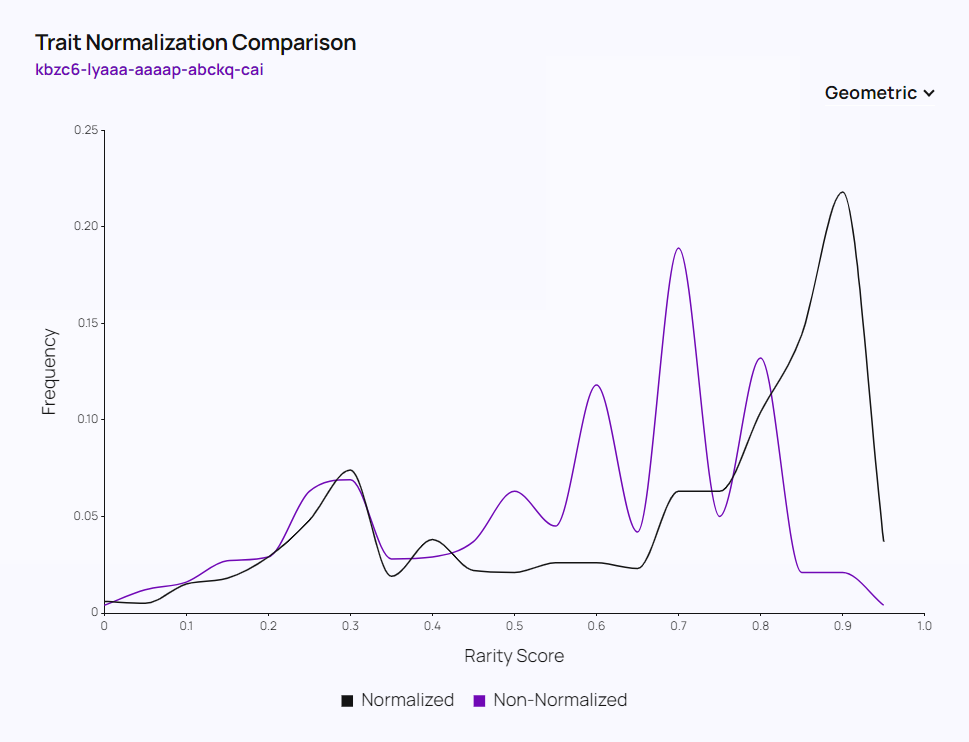 Trait Normalization Comparison
kbzc6-lyaaa-aaaap-abckq-cai
Geometric
0.25
0.20
0.15
0.10
0.05
0
Frequency
0 0.1 0.2 0.3 0.4 0.5 0.6 0.7 0.8 0.9 1.0
Rarity Score
Normalized Non-Normalized